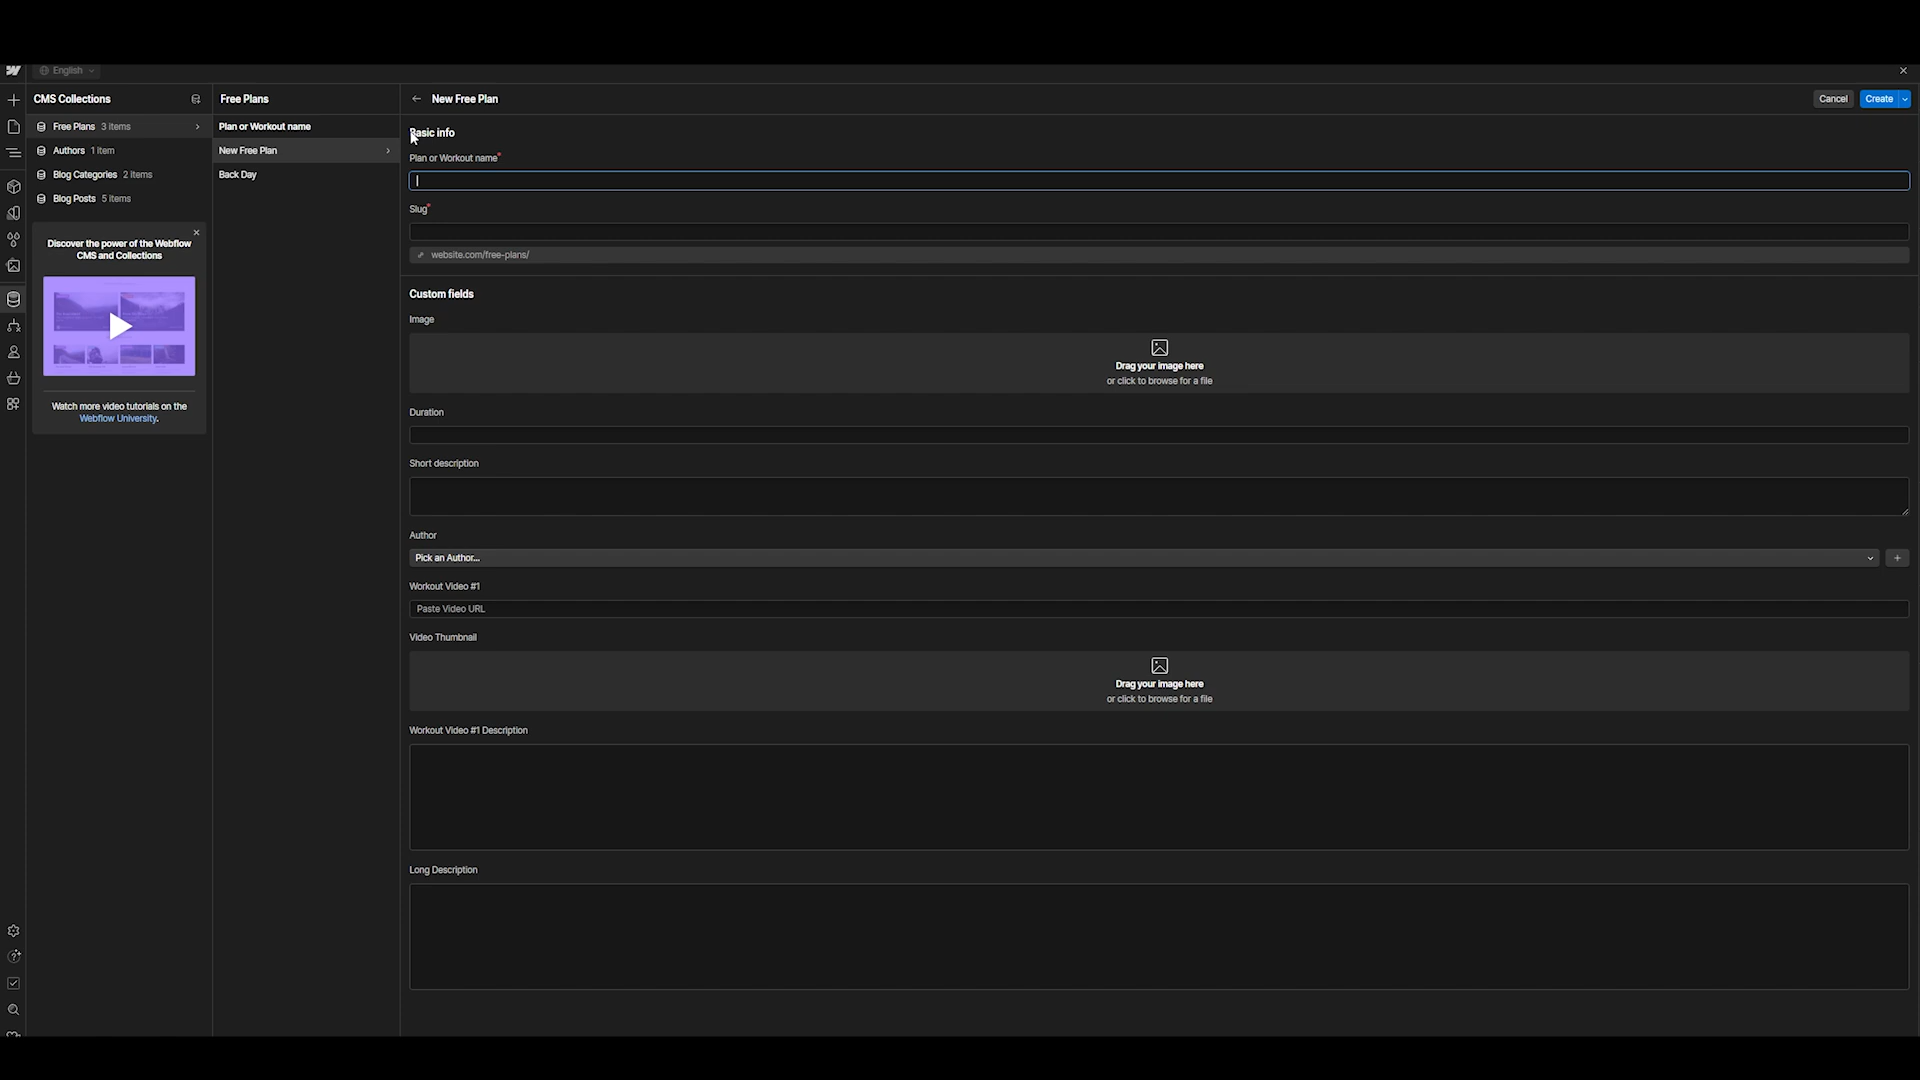 English
CMS Collections
Free Plans
New Free Plan
Cancel
Create
Free Plans 3 items
Authors 1 item
Blog Categories 2 items
Blog Posts 5 items
Discover the power of the Webflow
CMS and Collections
Watch more video tutorials on the
Webflow University.
Plan or Workout name
New Free Plan
Back Day
Basic info
Plan or Workout name*
Slug*
website.com/free-plans/
Custom fields
Image
Drag your image here
or click to browse for a file
Duration
Short description
Author
Pick an Author...
Workout Video #1
Paste Video URL
Video Thumbnail
Drag your image here
or click to browse for a file
Workout Video #1 Description
Long Description